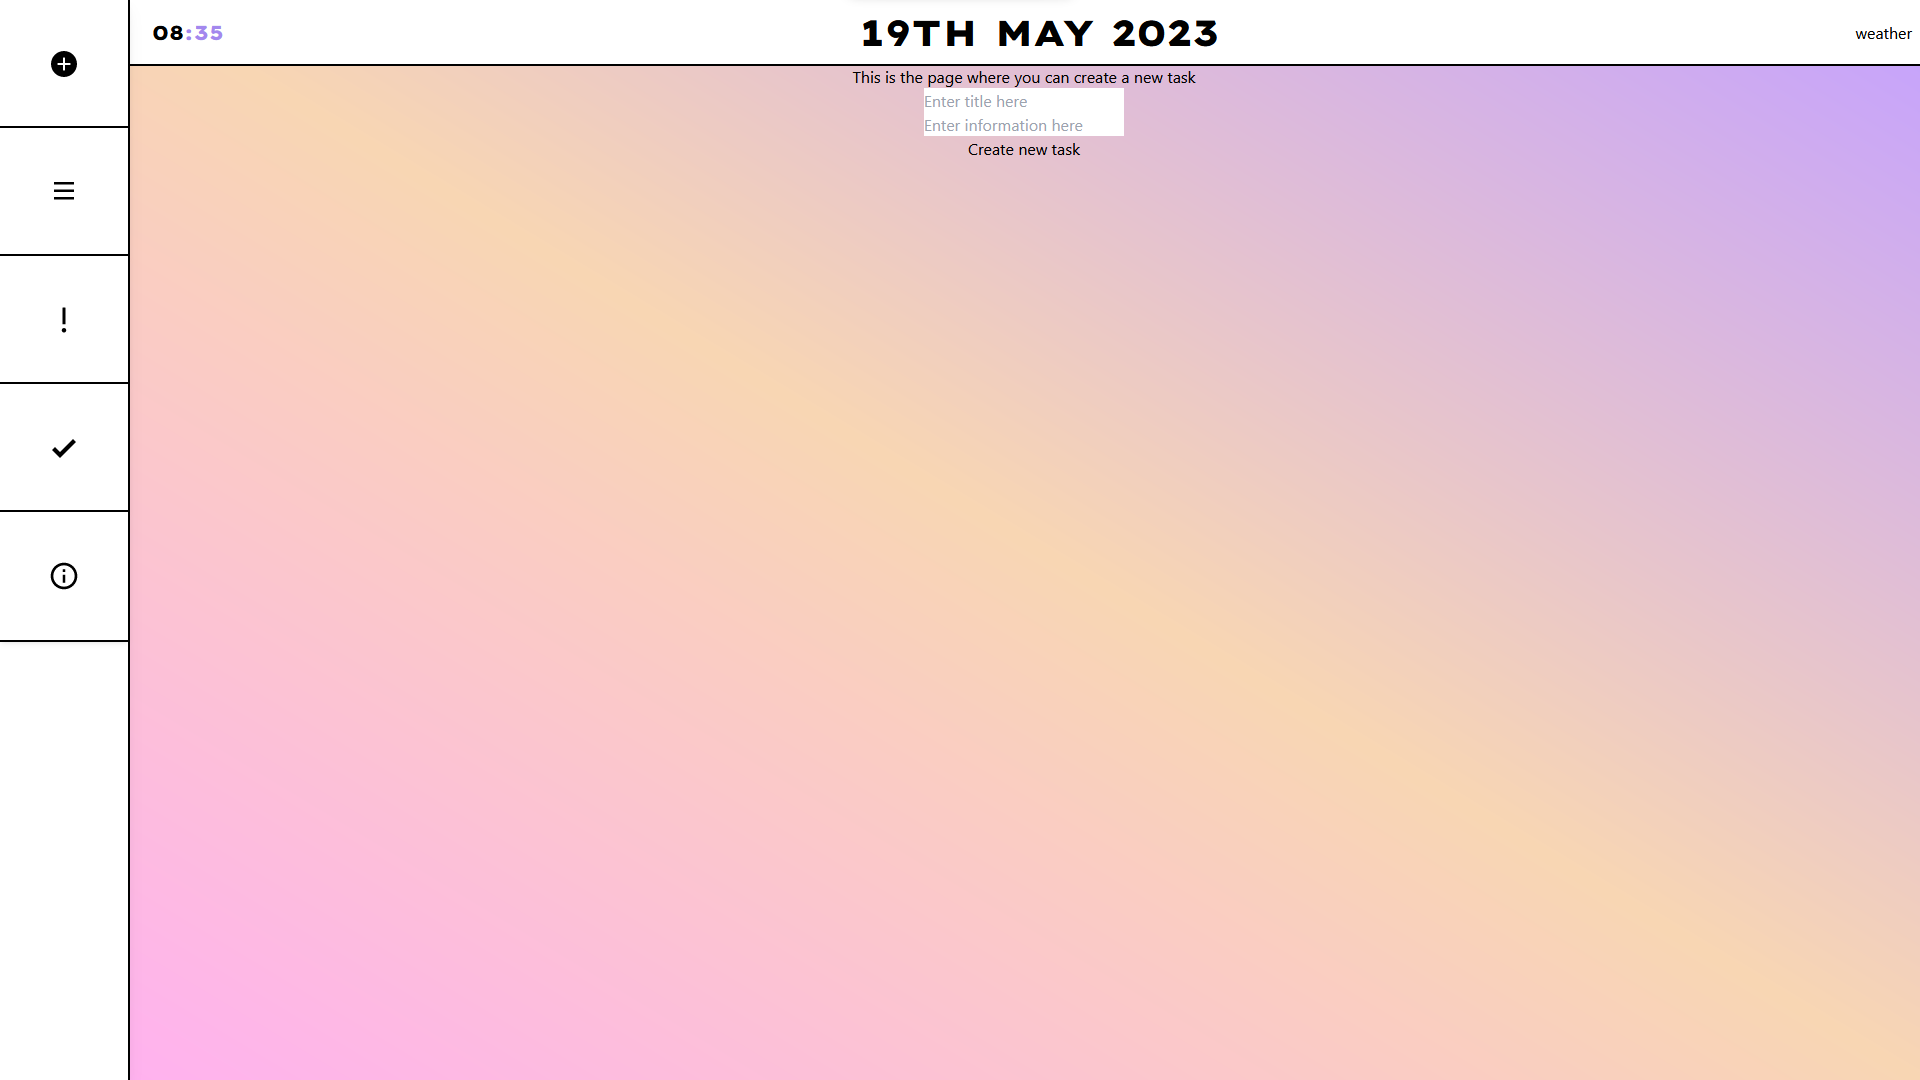 08:35
19TH MAY 2023
weather
This is the page where you can create a new task
Enter title here
Enter information here
Create new task